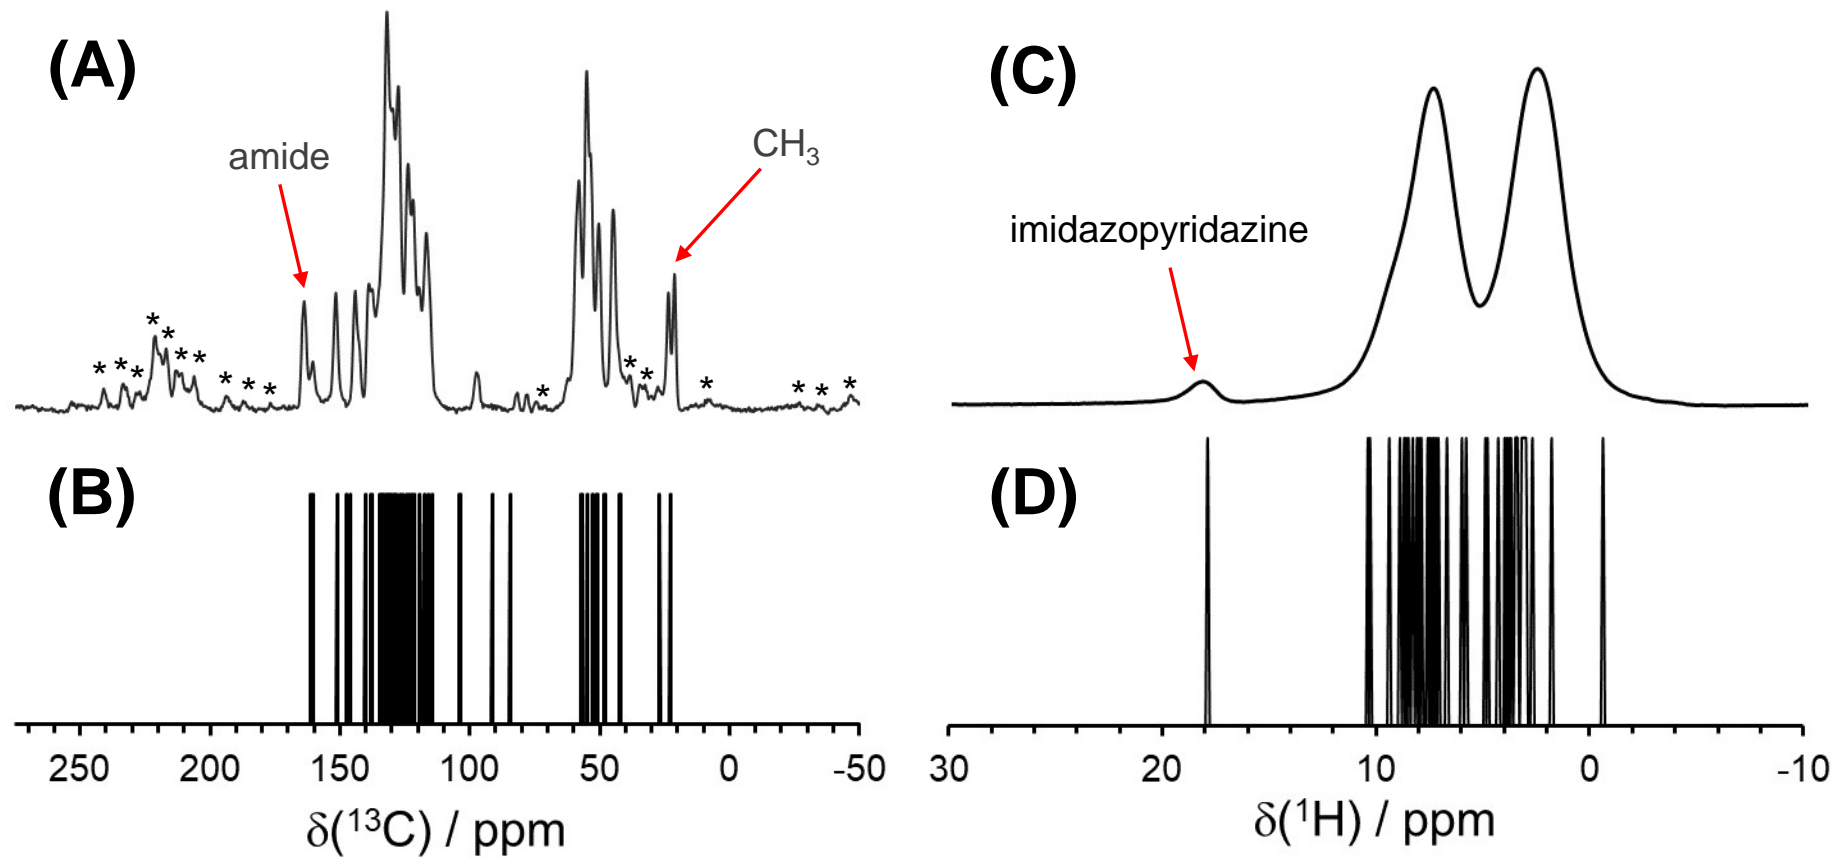 (A)
amide
CH₃
* * * * * * * * * * * * * * * * *
(B)
250 200 150 100 50 0 -50
δ(¹³C) / ppm
(C)
imidazopyridazine
(D)
30 20 10 0 -10
δ(¹H) / ppm